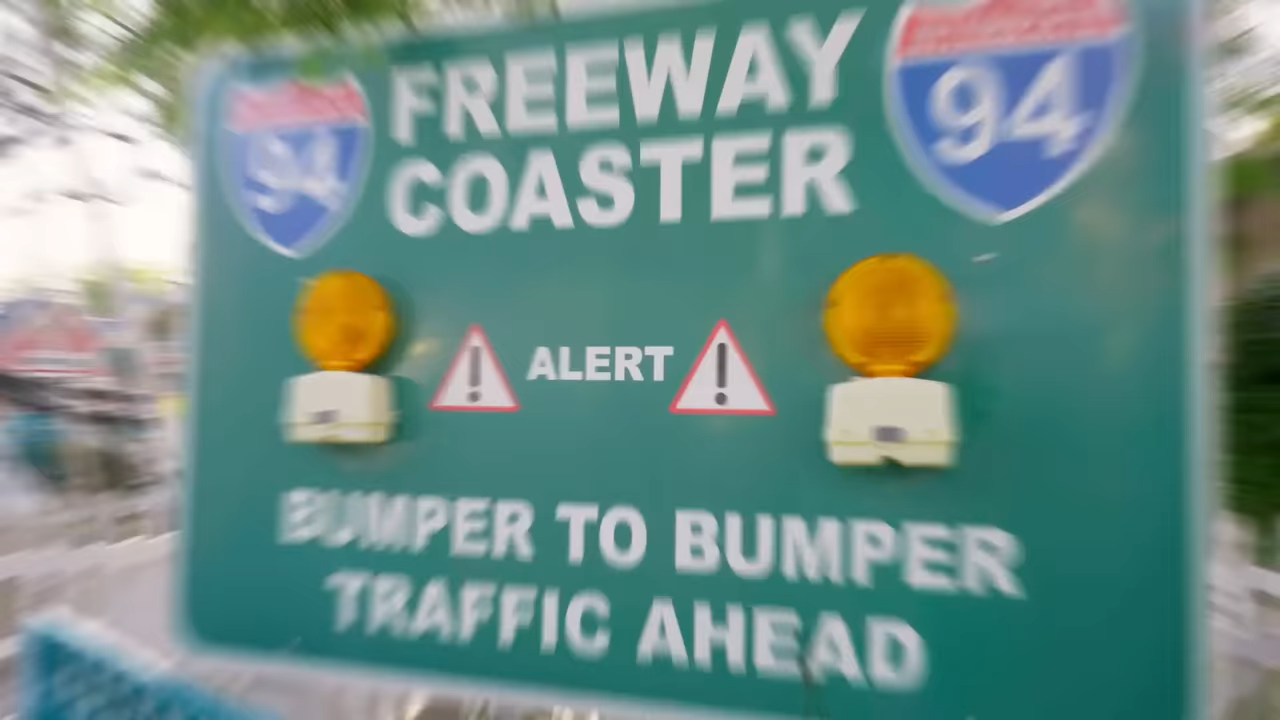 FREEWAY
COASTER
94
94
! ALERT !
BUMPER TO BUMPER
TRAFFIC AHEAD